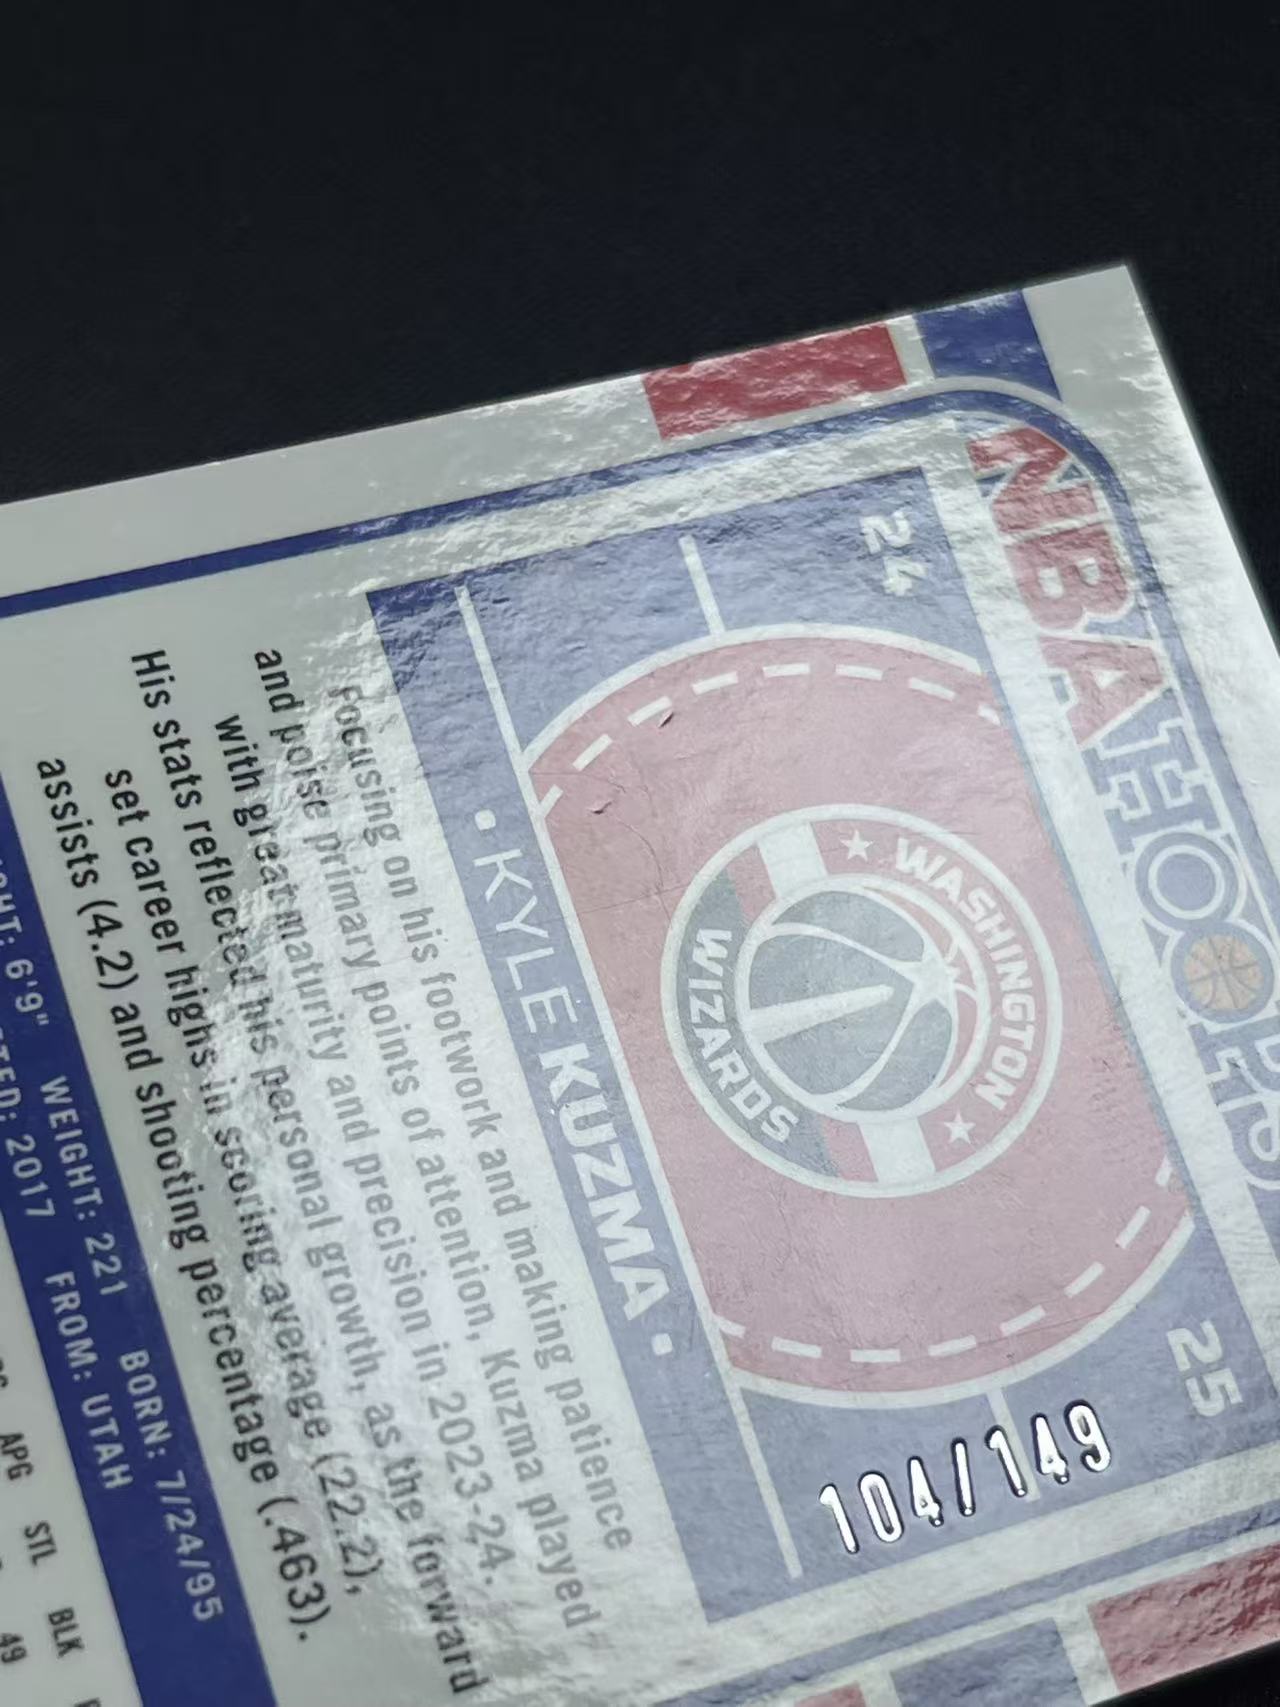 NBA HOOPS
24
25
WASHINGTON
WIZARDS
104/149
• KYLE KUZMA •
Focusing on his footwork and making patience
and poise primary points of attention, Kuzma played
with great maturity and precision in 2023-24.
His stats reflected his personal growth, as the forward
set career highs in scoring average (22.2),
assists (4.2) and shooting percentage (.463).
6'9" WEIGHT: 221 BORN: 7/24/95
2017 FROM: UTAH
APG STL BLK
49